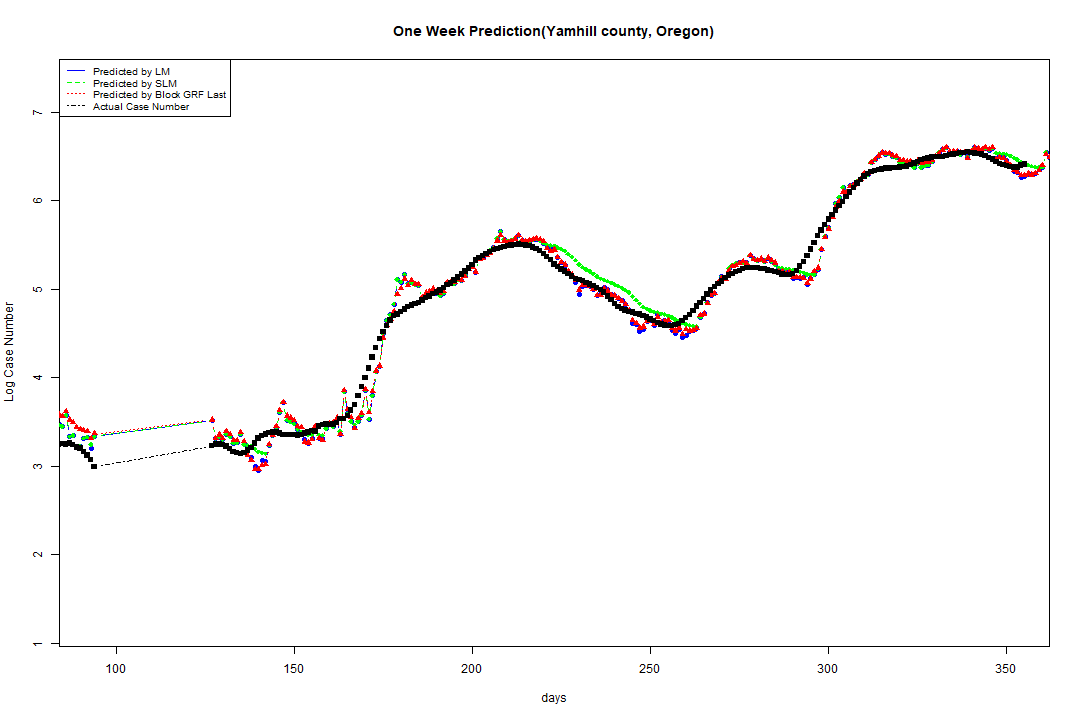 One Week Prediction(Yamhill county, Oregon)
Predicted by LM
Predicted by SLM
Predicted by Block GRF Last
Actual Case Number
7
6
5
4
3
2
1
Log Case Number
100 150 200 250 300 350
days